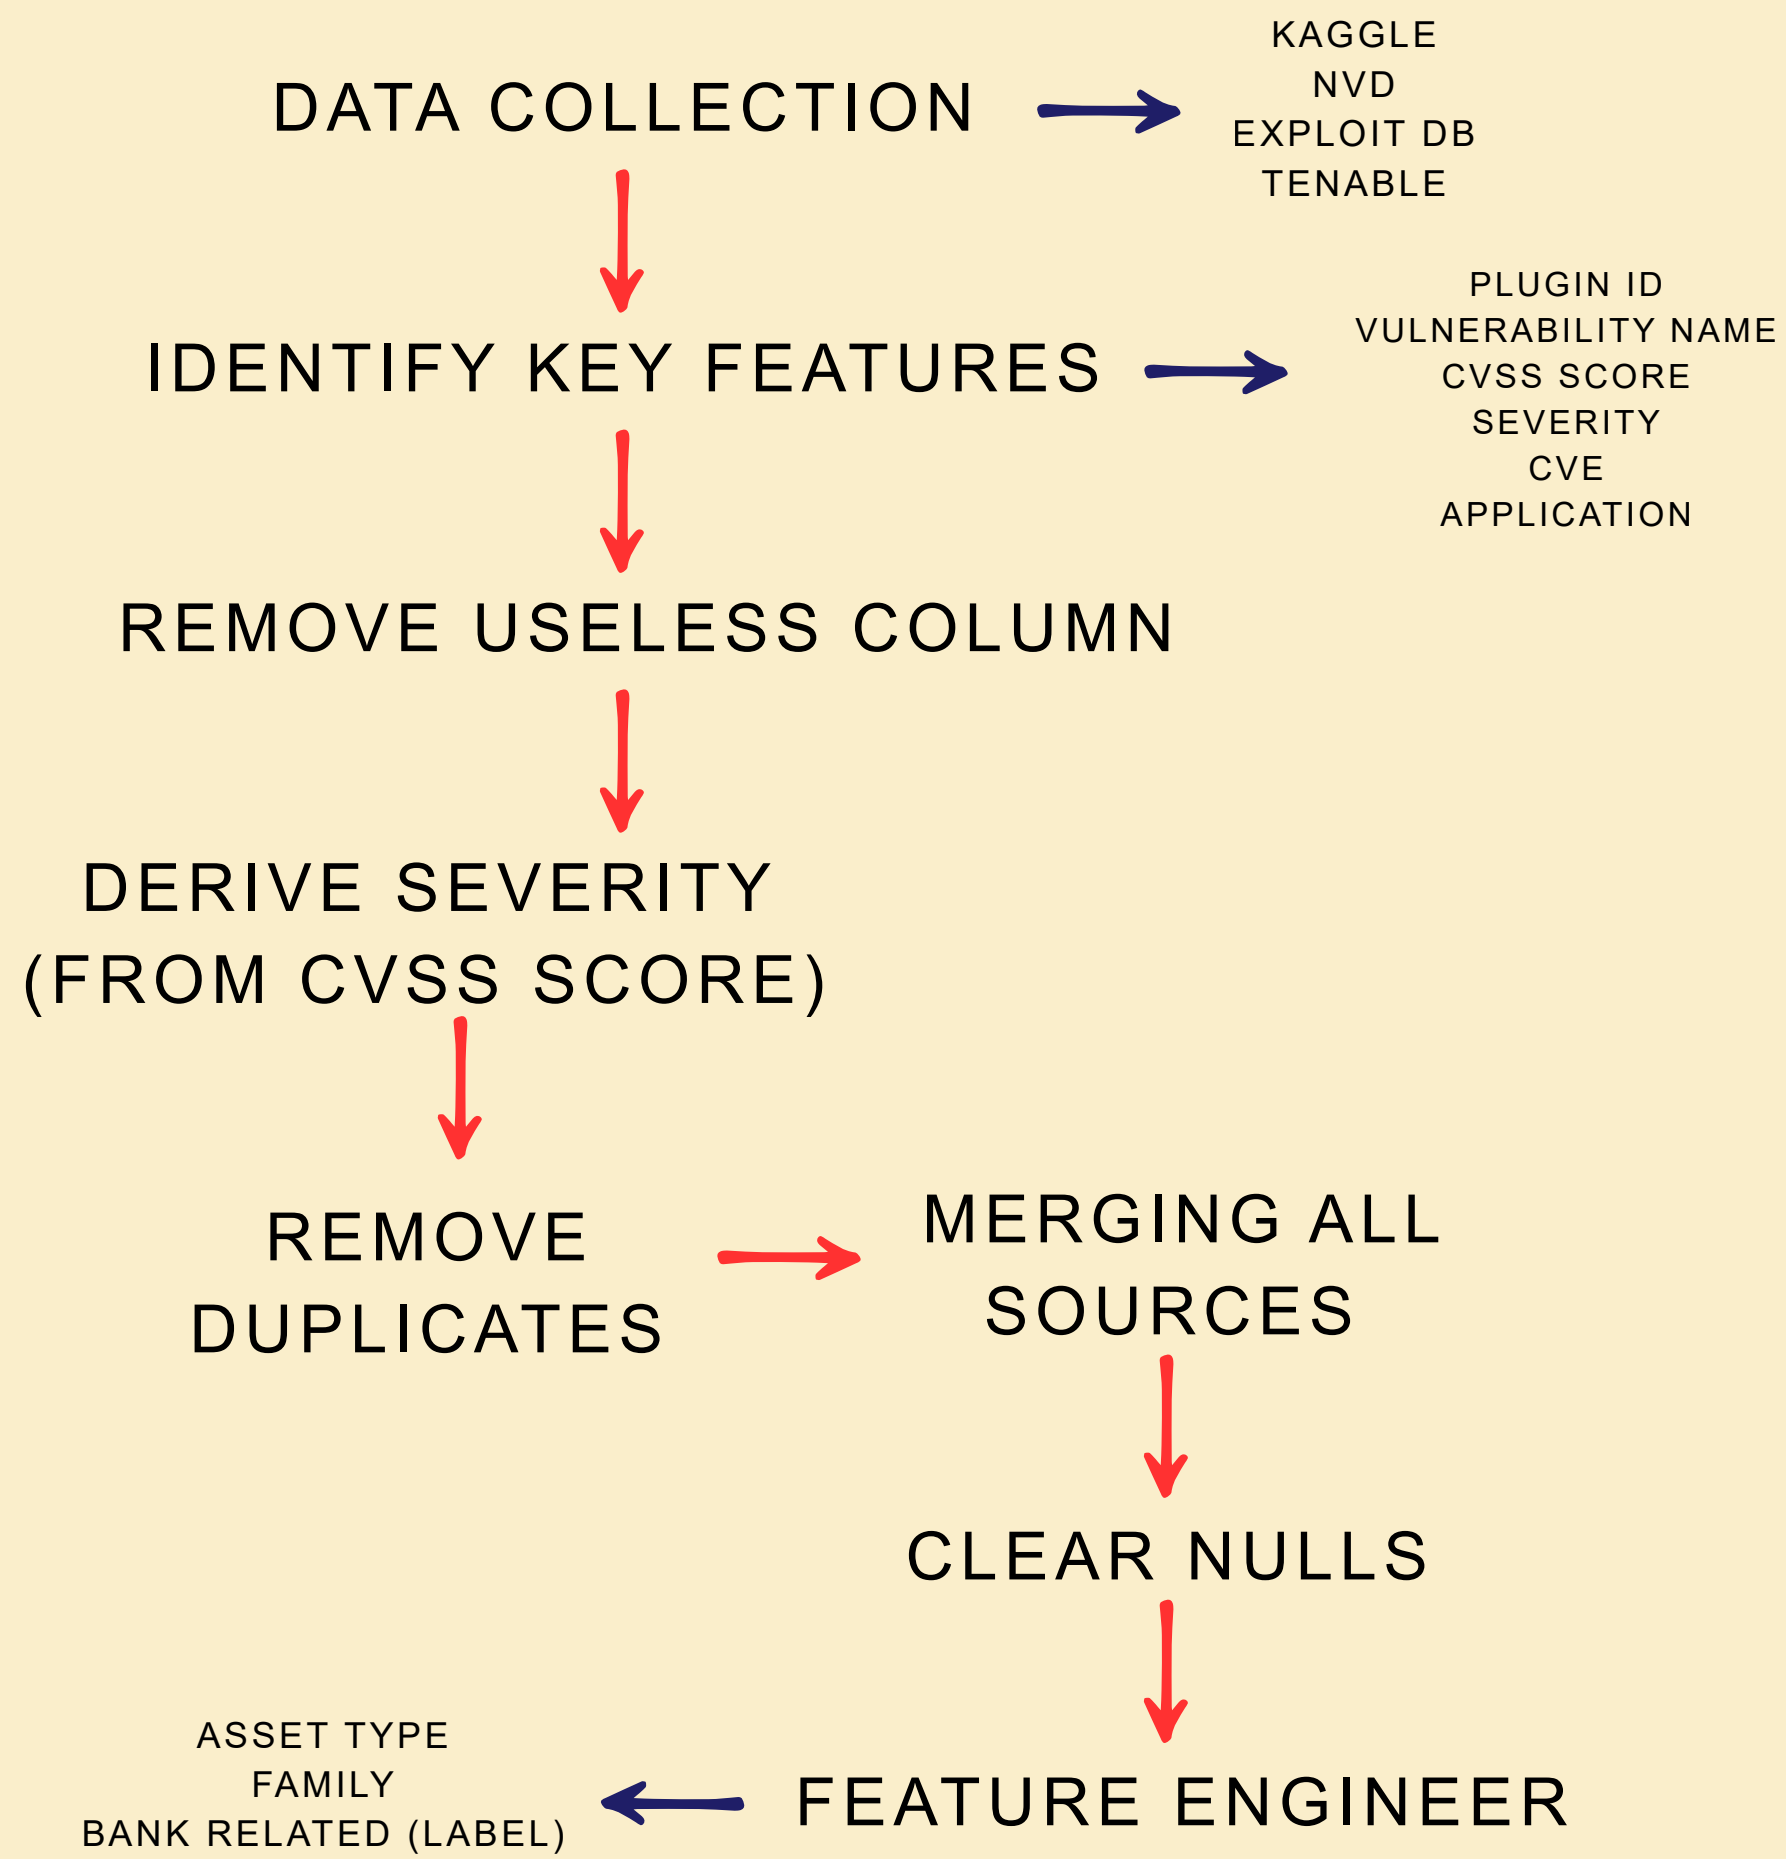 DATA COLLECTION
KAGGLE
NVD
EXPLOIT DB
TENABLE
IDENTIFY KEY FEATURES
PLUGIN ID
VULNERABILITY NAME
CVSS SCORE
SEVERITY
CVE
APPLICATION
REMOVE USELESS COLUMN
DERIVE SEVERITY
(FROM CVSS SCORE)
REMOVE
DUPLICATES
MERGING ALL
SOURCES
CLEAR NULLS
FEATURE ENGINEER
ASSET TYPE
FAMILY
BANK RELATED (LABEL)